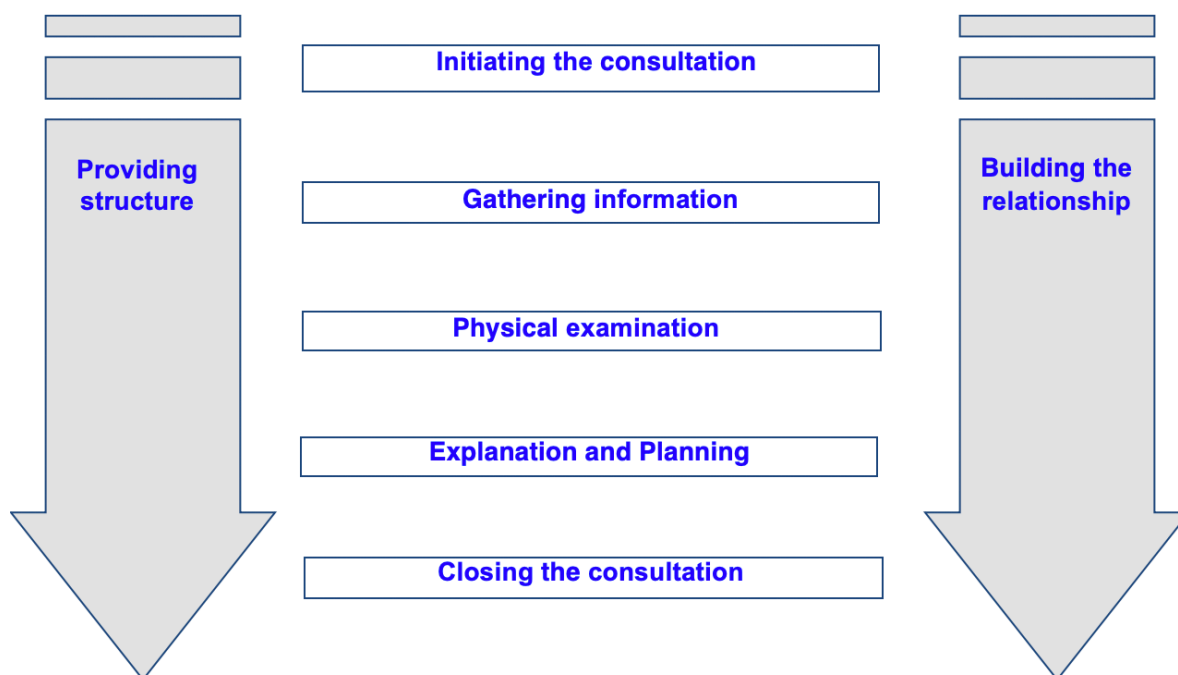 Initiating the consultation
Providing
structure
Building the
relationship
Gathering information
Physical examination
Explanation and Planning
Closing the consultation